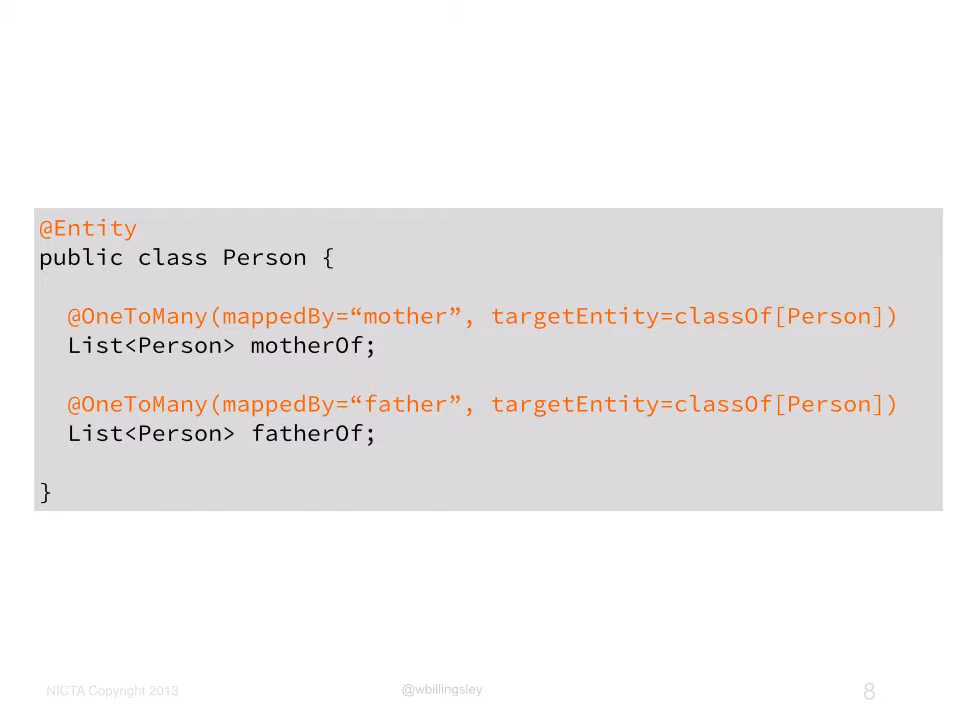 @Entity
public class Person {
@OneToMany(mappedBy=“mother”, targetEntity=classOf[Person])
List<Person> motherOf;
@OneToMany(mappedBy=“father”, targetEntity=classOf[Person])
List<Person> fatherOf;
}
NICTA Copyright 2013
@wbillingsley
8